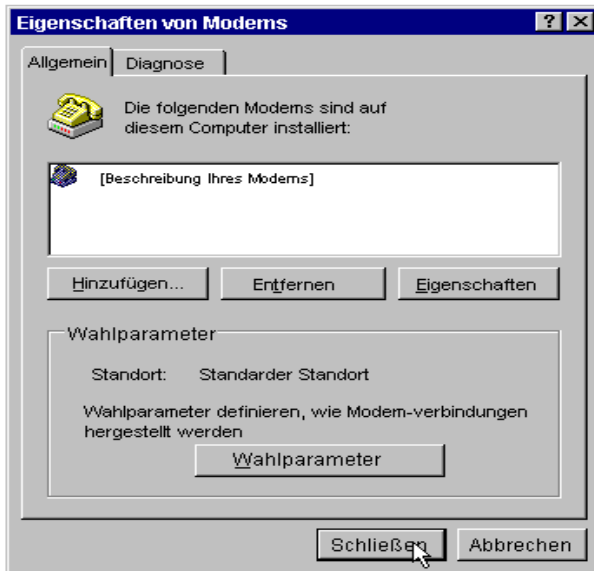 Eigenschaften von Modems
Allgemein
Diagnose
Die folgenden Modems sind auf
diesem Computer installiert:
[Beschreibung Ihres Modems]
Hinzufügen...
Entfernen
Eigenschaften
Wahlparameter
Standort: Standarder Standort
Wahlparameter definieren, wie Modem-verbindungen
hergestellt werden
Wahlparameter
Schließen
Abbrechen